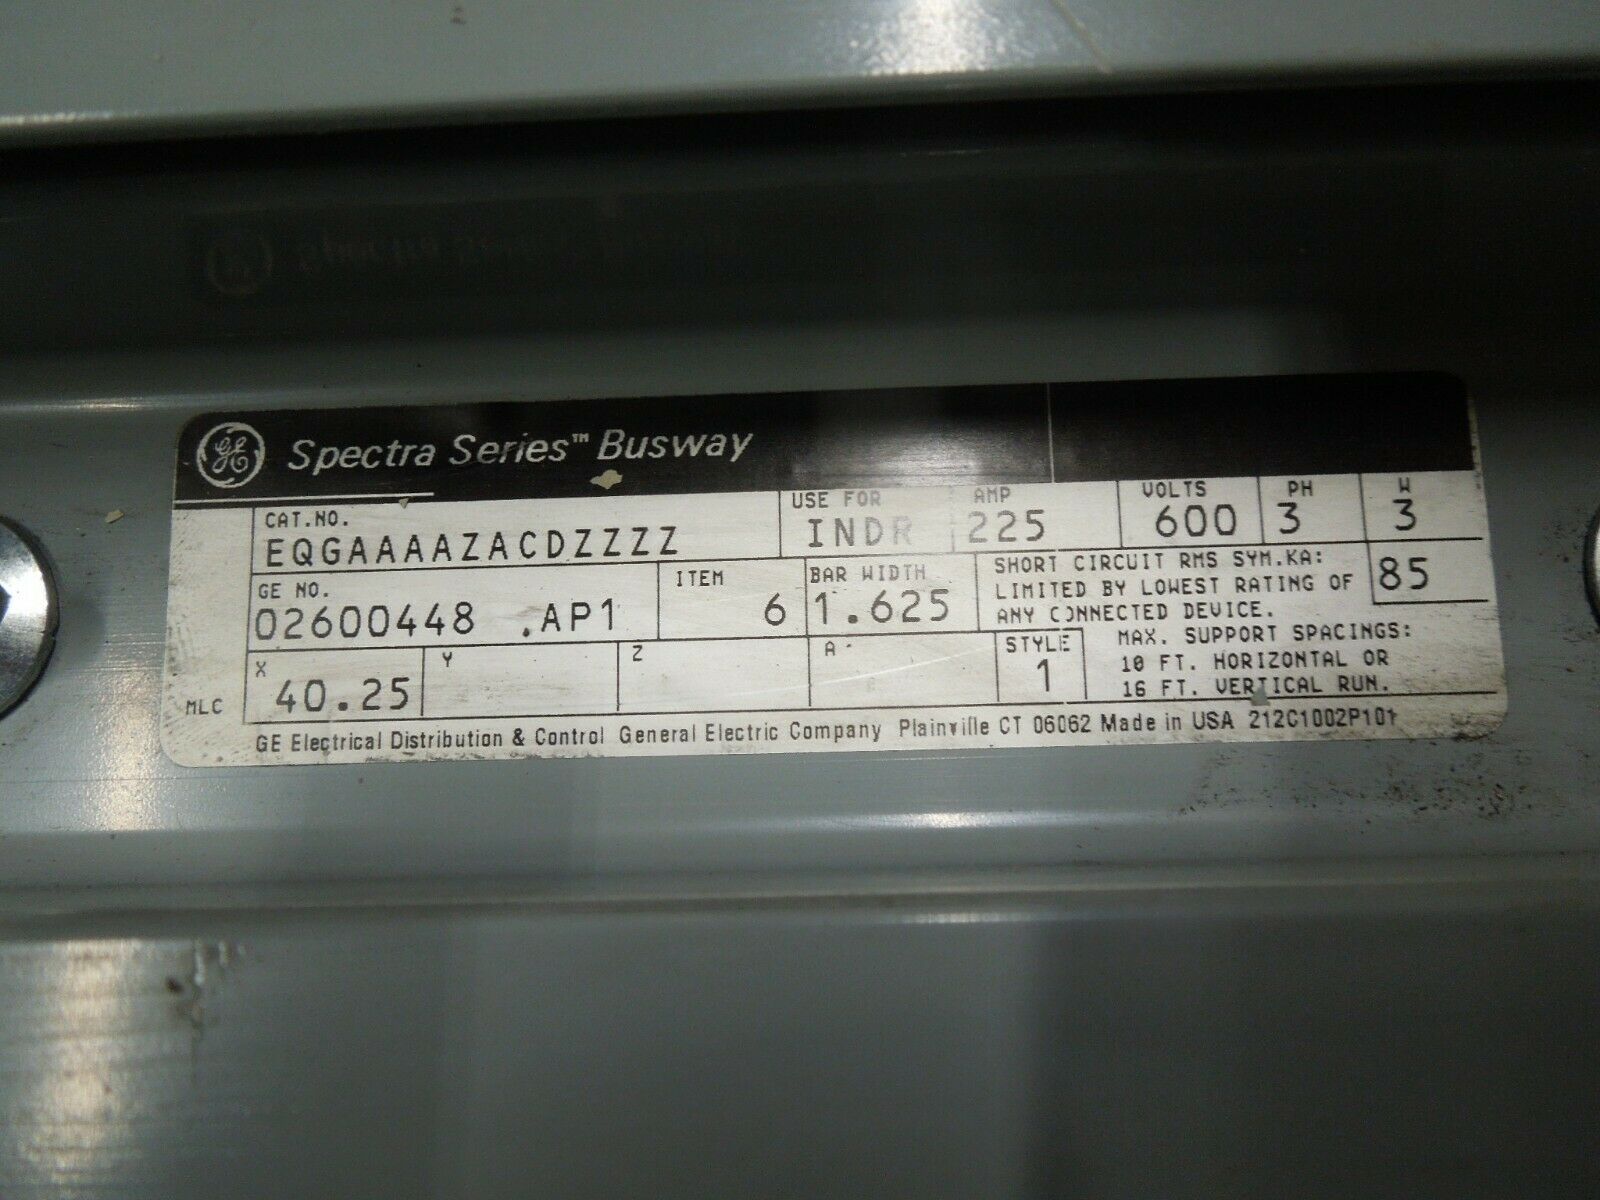 GE Spectra Series™ Busway
CAT.NO. USE FOR AMP VOLTS PH W
EQGAAAAZACDZZZZ INDR 225 600 3 3
GE NO. ITEM BAR WIDTH SHORT CIRCUIT RMS SYM.KA: 85
02600448 .AP1 6 1.625 LIMITED BY LOWEST RATING OF
ANY CONNECTED DEVICE.
X Y Z A STYLE MAX. SUPPORT SPACINGS:
MLC 40.25 1 10 FT. HORIZONTAL OR
16 FT. VERTICAL RUN.
GE Electrical Distribution & Control General Electric Company Plainville CT 06062 Made in USA 212C1002P101